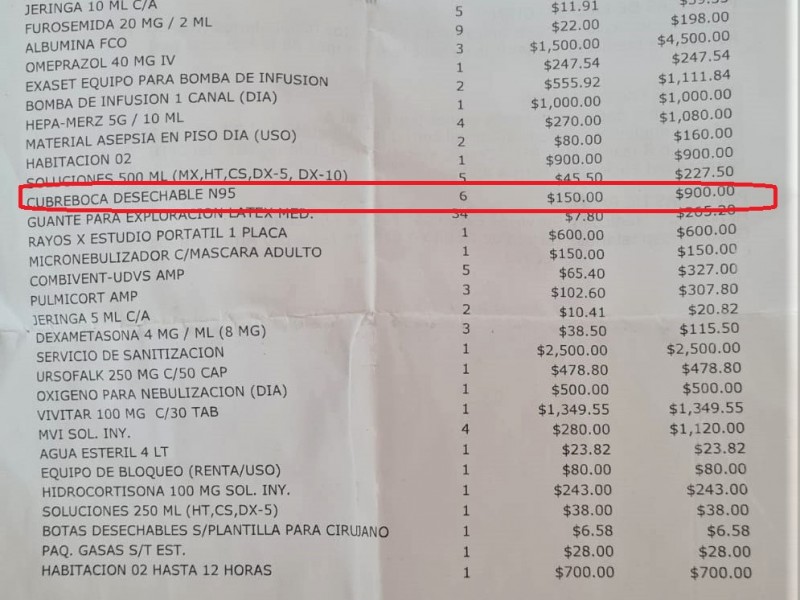 JERINGA 10 ML C/A 5 $11.91
FUROSEMIDA 20 MG / 2 ML 9 $22.00 $198.00
ALBUMINA FCO 3 $1,500.00 $4,500.00
OMEPRAZOL 40 MG IV 1 $247.54 $247.54
EXASET EQUIPO PARA BOMBA DE INFUSION 2 $555.92 $1,111.84
BOMBA DE INFUSION 1 CANAL (DIA) 1 $1,000.00 $1,000.00
HEPA-MERZ 5G / 10 ML 4 $270.00 $1,080.00
MATERIAL ASEPSIA EN PISO DIA (USO) 2 $80.00 $160.00
HABITACION 02 1 $900.00 $900.00
SOLUCIONES 500 ML (MX,HT,CS,DX-5, DX-10) 5 $45.50 $227.50
CUBREBOCA DESECHABLE N95 6 $150.00 $900.00
GUANTE PARA EXPLORACION LATEX MED. 34 $7.80 $265.20
RAYOS X ESTUDIO PORTATIL 1 PLACA 1 $600.00 $600.00
MICRONEBULIZADOR C/MASCARA ADULTO 1 $150.00 $150.00
COMBIVENT-UDVS AMP 5 $65.40 $327.00
PULMICORT AMP 3 $102.60 $307.80
JERINGA 5 ML C/A 2 $10.41 $20.82
DEXAMETASONA 4 MG / ML (8 MG) 3 $38.50 $115.50
SERVICIO DE SANITIZACION 1 $2,500.00 $2,500.00
URSOFALK 250 MG C/50 CAP 1 $478.80 $478.80
OXIGENO PARA NEBULIZACION (DIA) 1 $500.00 $500.00
VIVITAR 100 MG C/30 TAB 1 $1,349.55 $1,349.55
MVI SOL. INY. 4 $280.00 $1,120.00
AGUA ESTERIL 4 LT 1 $23.82 $23.82
EQUIPO DE BLOQUEO (RENTA/USO) 1 $80.00 $80.00
HIDROCORTISONA 100 MG SOL. INY. 1 $243.00 $243.00
SOLUCIONES 250 ML (HT,CS,DX-5) 1 $38.00 $38.00
BOTAS DESECHABLES S/PLANTILLA PARA CIRUJANO 1 $6.58 $6.58
PAQ. GASAS S/T EST. 1 $28.00 $28.00
HABITACION 02 HASTA 12 HORAS 1 $700.00 $700.00